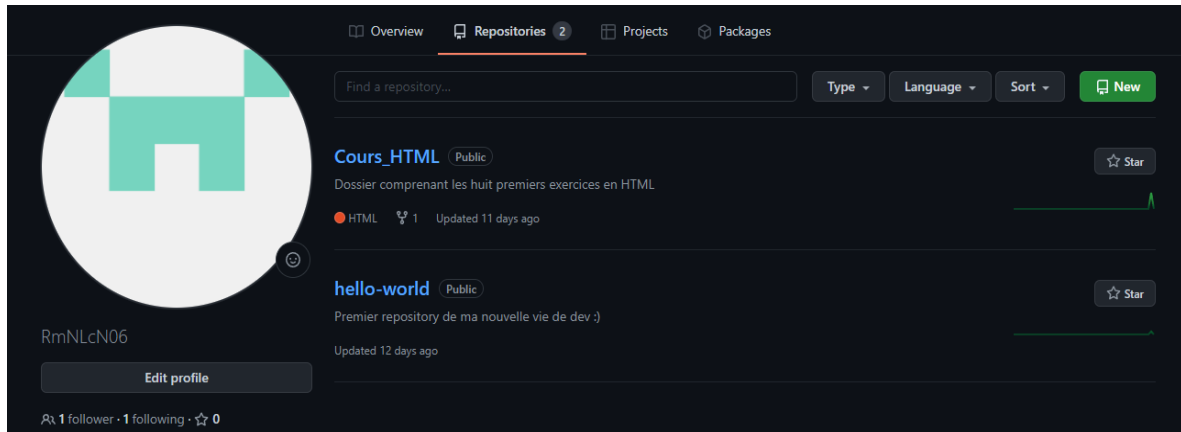 Overview Repositories 2 Projects Packages
Find a repository... Type Language Sort New
Cours_HTML Public Star
Dossier comprenant les huit premiers exercices en HTML
HTML 1 Updated 11 days ago
hello-world Public Star
Premier repository de ma nouvelle vie de dev :)
Updated 12 days ago
RmNLcN06
Edit profile
1 follower · 1 following · 0